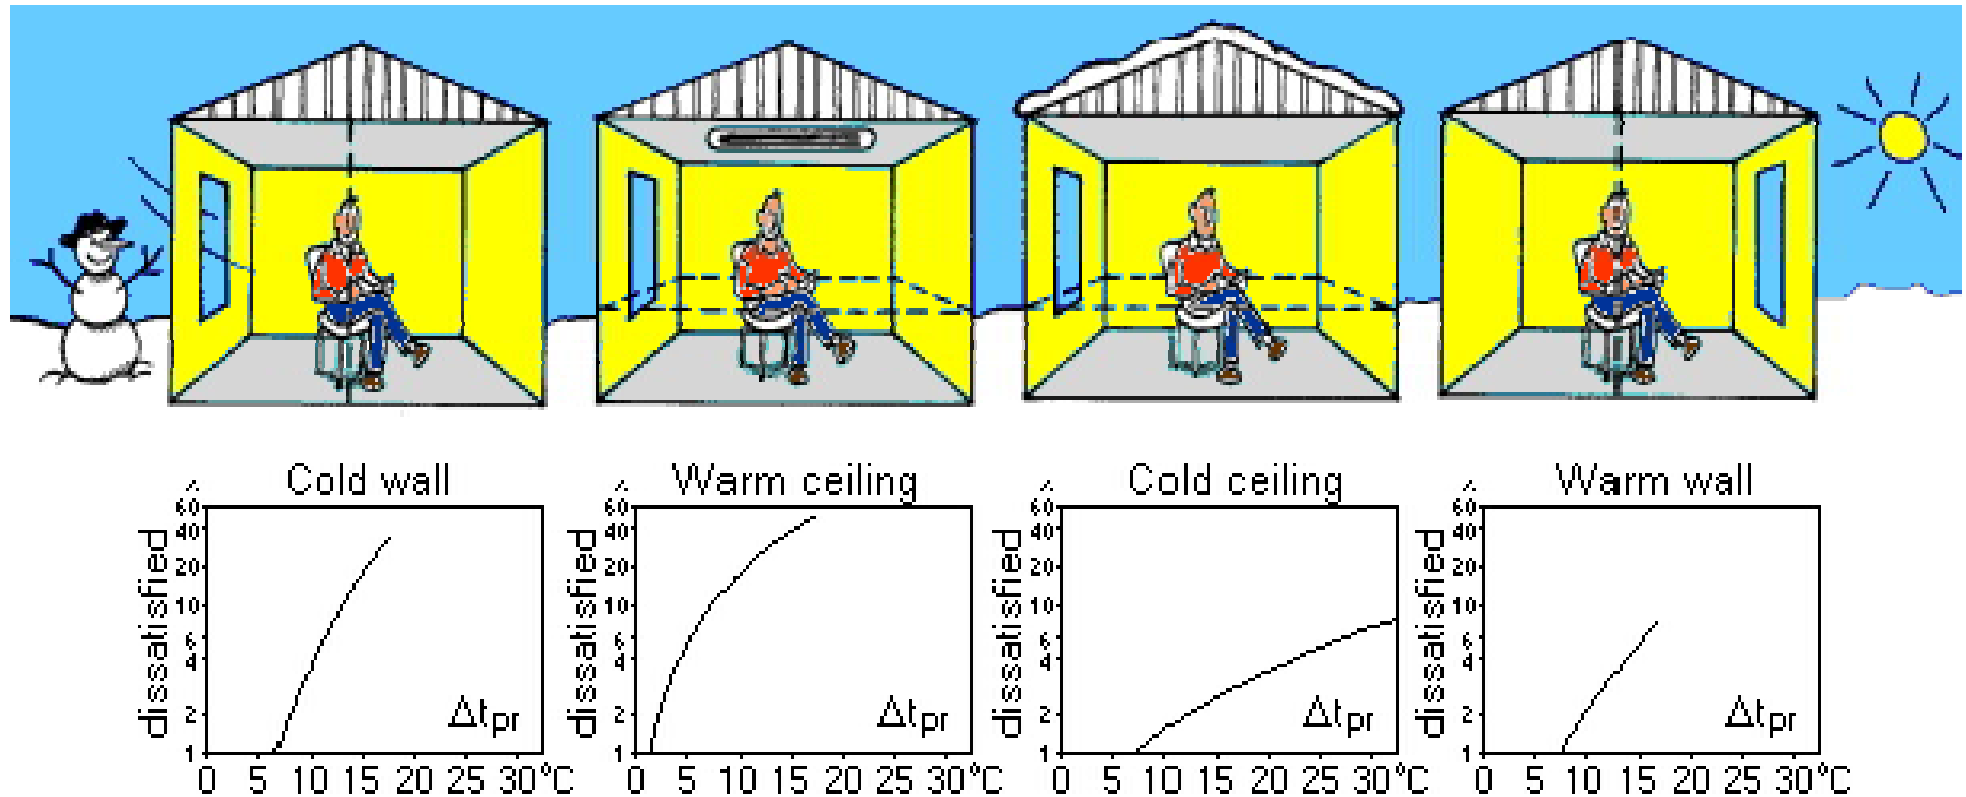 Cold wall
^
60
40
20
10
6
4
2
1
dissatisfied
Δtpr
0 5 10 15 20 25 30°C
Warm ceiling
^
60
40
20
10
6
4
2
1
dissatisfied
Δtpr
0 5 10 15 20 25 30°C
Cold ceiling
^
60
40
20
10
6
4
2
1
dissatisfied
Δtpr
0 5 10 15 20 25 30°C
Warm wall
^
60
40
20
10
6
4
2
1
dissatisfied
Δtpr
0 5 10 15 20 25 30°C